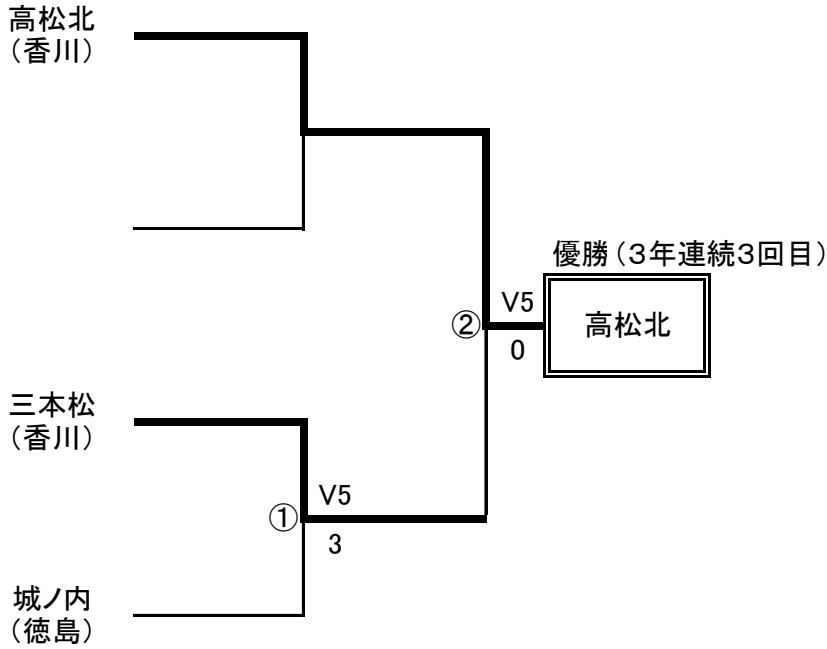 高松北
（香川）
優勝（３年連続３回目）
V5
②
高松北
0
三本松
（香川）
V5
①
3
城ノ内
（徳島）